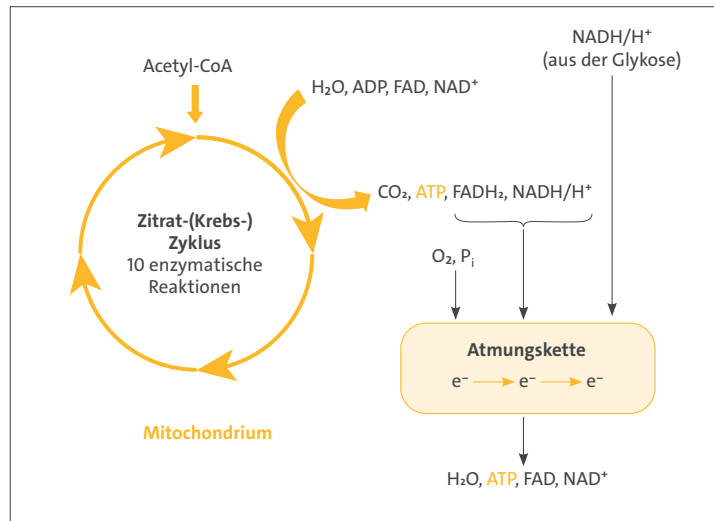 NADH/H⁺
(aus der Glykose)
Acetyl-CoA
H₂O, ADP, FAD, NAD⁺
CO₂, ATP, FADH₂, NADH/H⁺
Zitrat-(Krebs-)
Zyklus
10 enzymatische
Reaktionen
O₂, Pᵢ
Atmungskette
e⁻ → e⁻ → e⁻
Mitochondrium
H₂O, ATP, FAD, NAD⁺